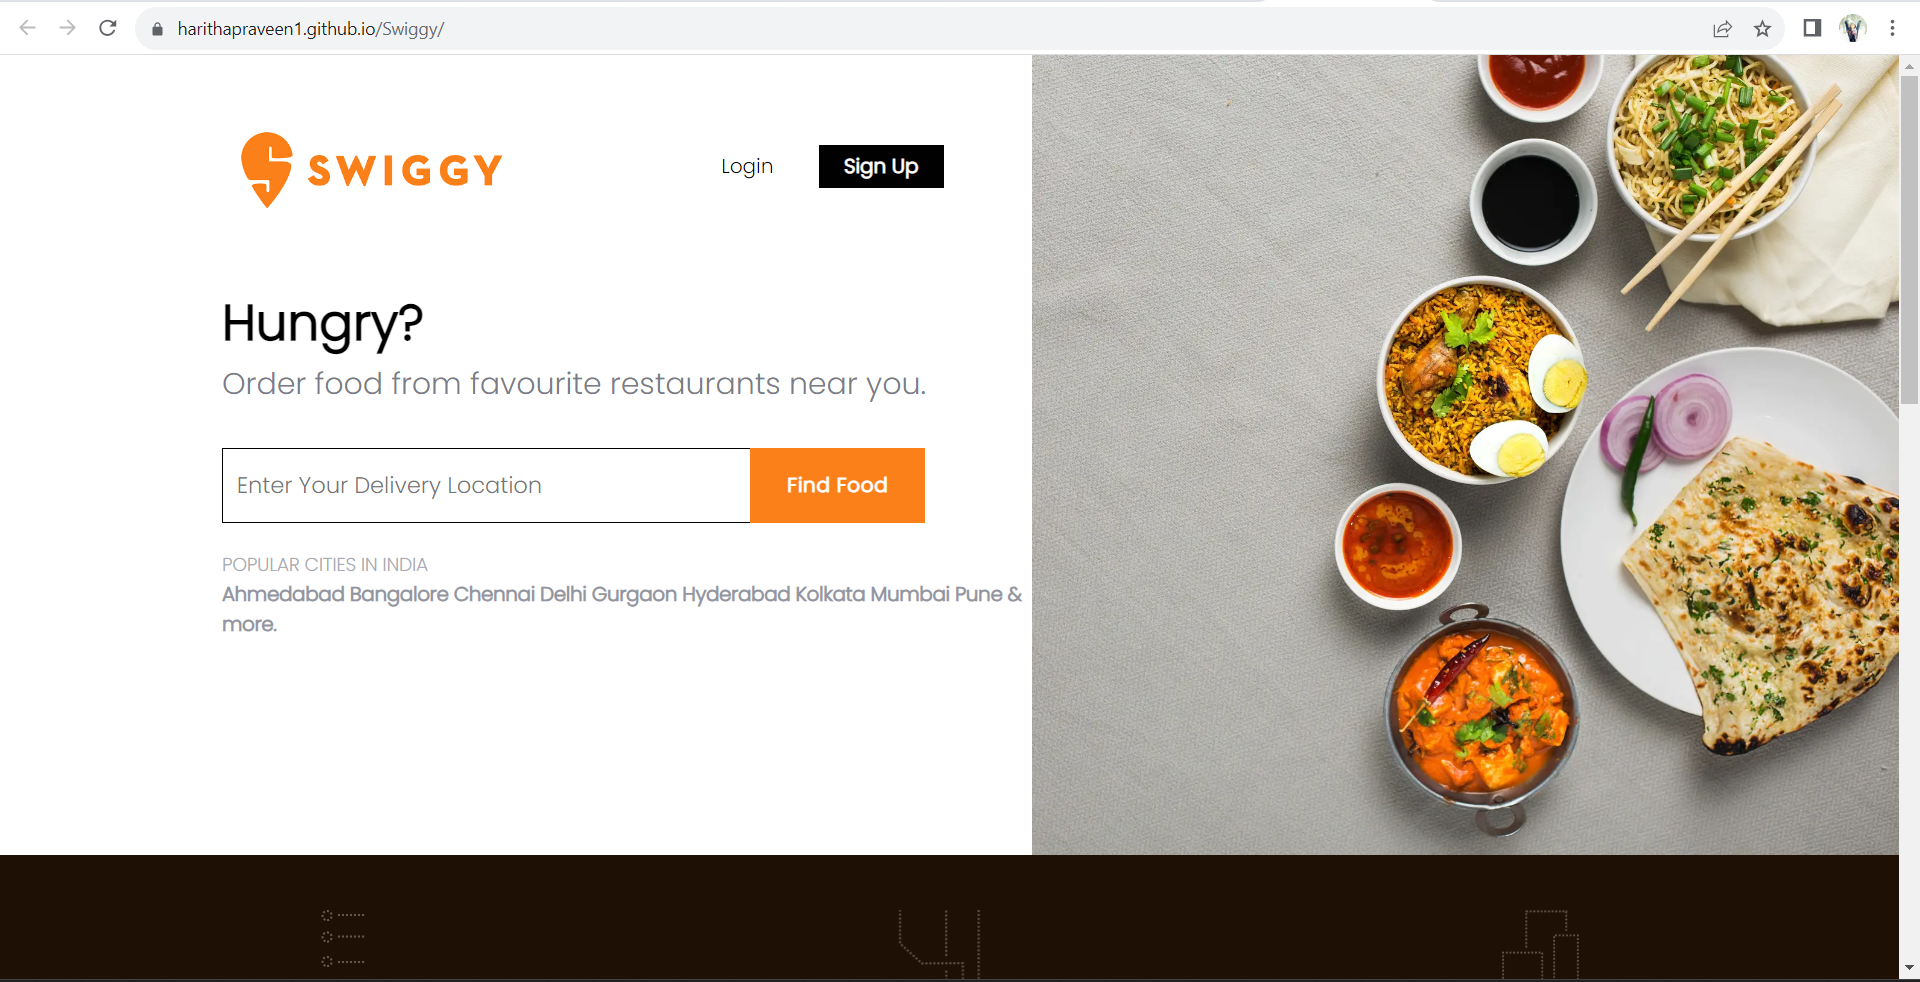 harithapraveen1.github.io/Swiggy/
SWIGGY
Login
Sign Up
Hungry?
Order food from favourite restaurants near you.
Enter Your Delivery Location
Find Food
POPULAR CITIES IN INDIA
Ahmedabad Bangalore Chennai Delhi Gurgaon Hyderabad Kolkata Mumbai Pune &
more.